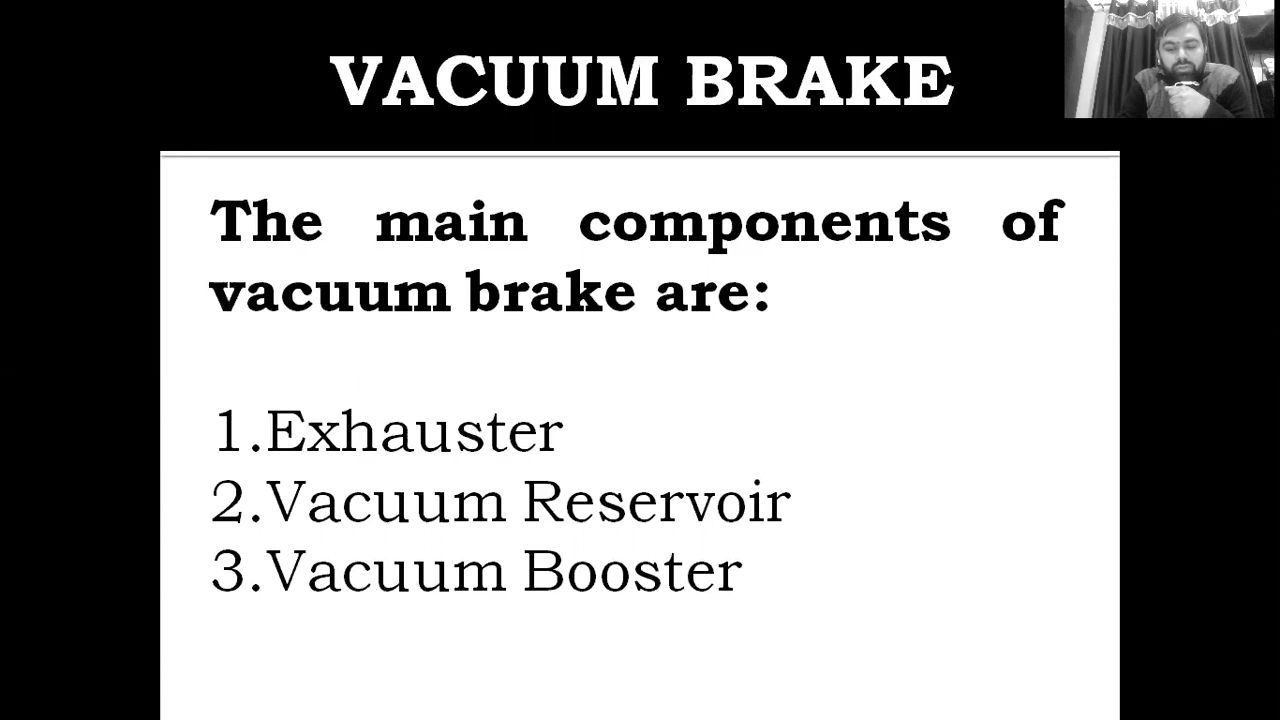 VACUUM BRAKE
The main components of
vacuum brake are:
1.Exhauster
2.Vacuum Reservoir
3.Vacuum Booster